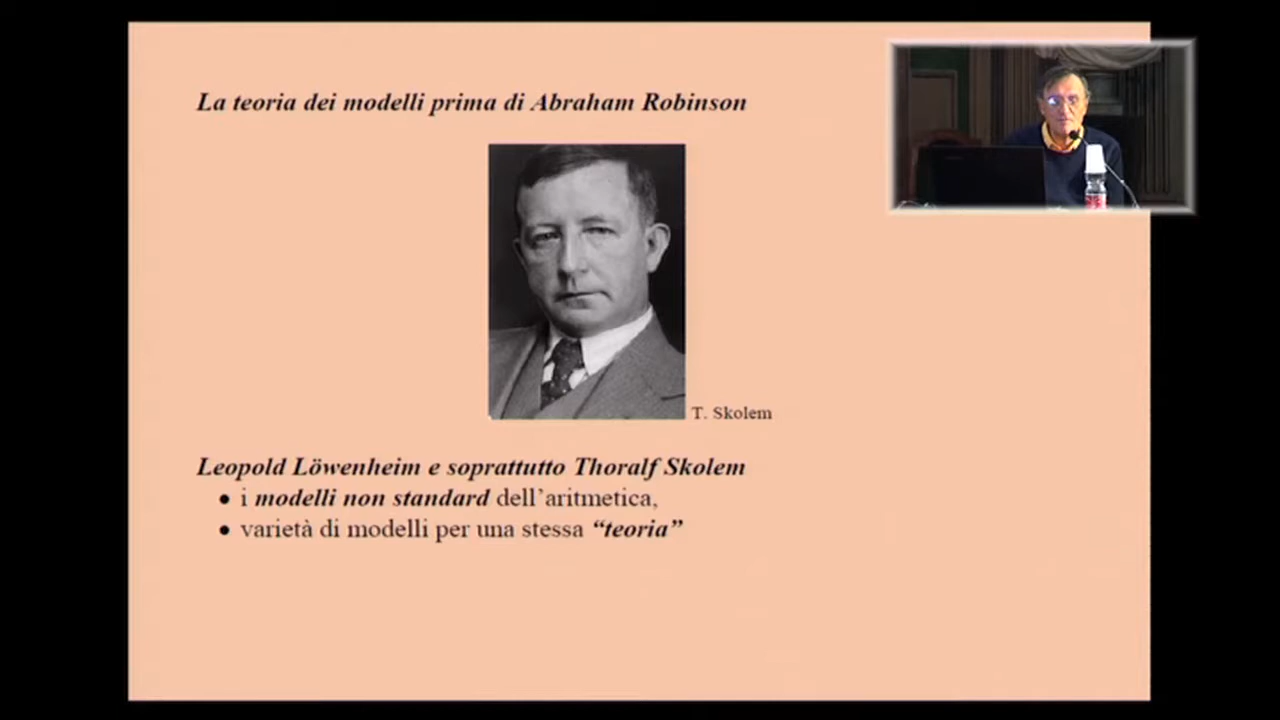 La teoria dei modelli prima di Abraham Robinson
T. Skolem
Leopold Löwenheim e soprattutto Thoralf Skolem
• i modelli non standard dell’aritmetica,
• varietà di modelli per una stessa “teoria”